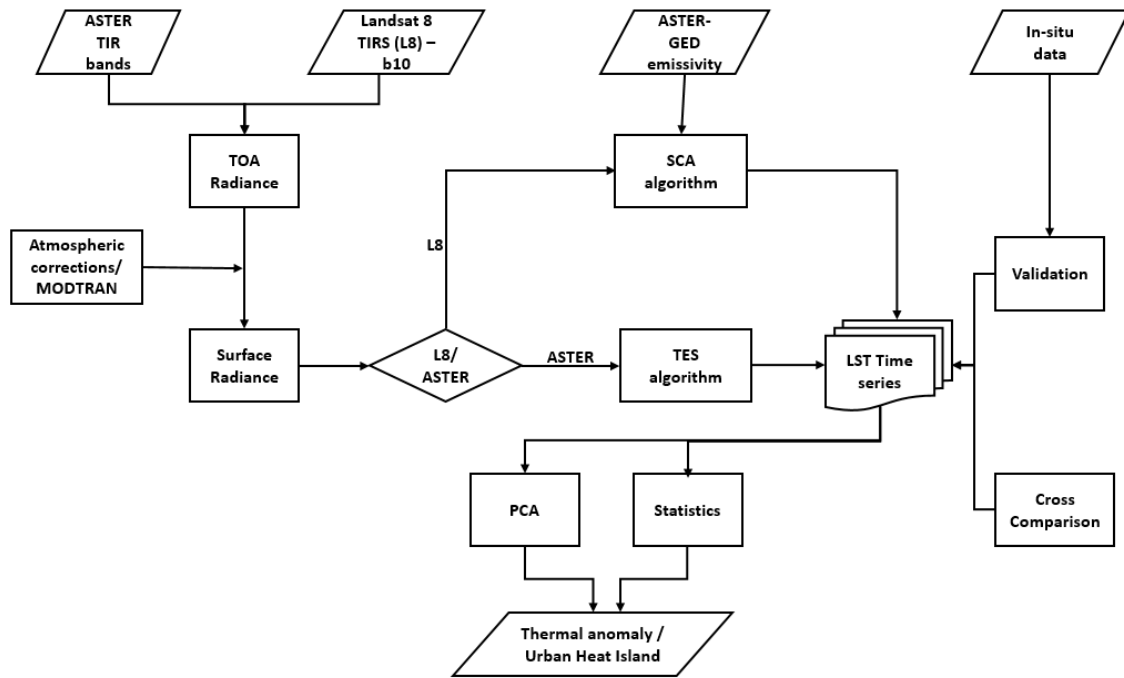 ASTER
TIR
bands
Landsat 8
TIRS (L8) –
b10
ASTER-
GED
emissivity
In-situ
data
TOA
Radiance
SCA
algorithm
L8
Atmospheric
corrections/
MODTRAN
Validation
Surface
Radiance
L8/
ASTER
ASTER
TES
algorithm
LST Time
series
PCA
Statistics
Cross
Comparison
Thermal anomaly /
Urban Heat Island